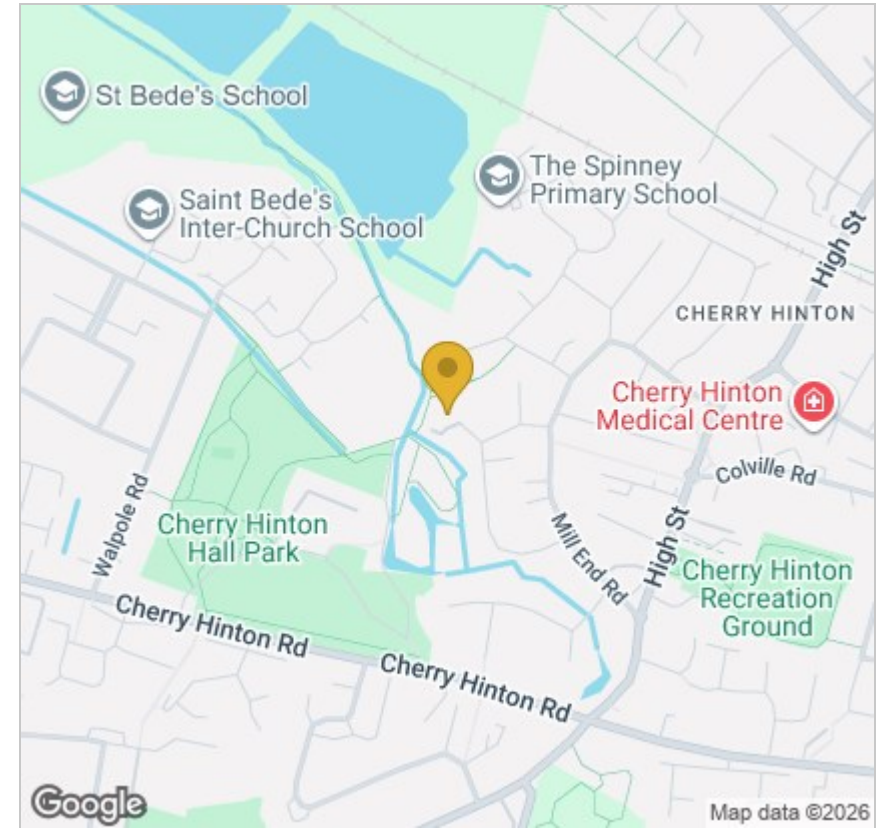 St Bede's School
The Spinney
Primary School
Saint Bede's
Inter-Church School
High St
CHERRY HINTON
Cherry Hinton
Medical Centre
Colville Rd
Walpole Rd
Cherry Hinton
Hall Park
Mill End Rd
High St
Cherry Hinton
Recreation
Ground
Cherry Hinton Rd
Cherry Hinton Rd
Google
Map data ©2026